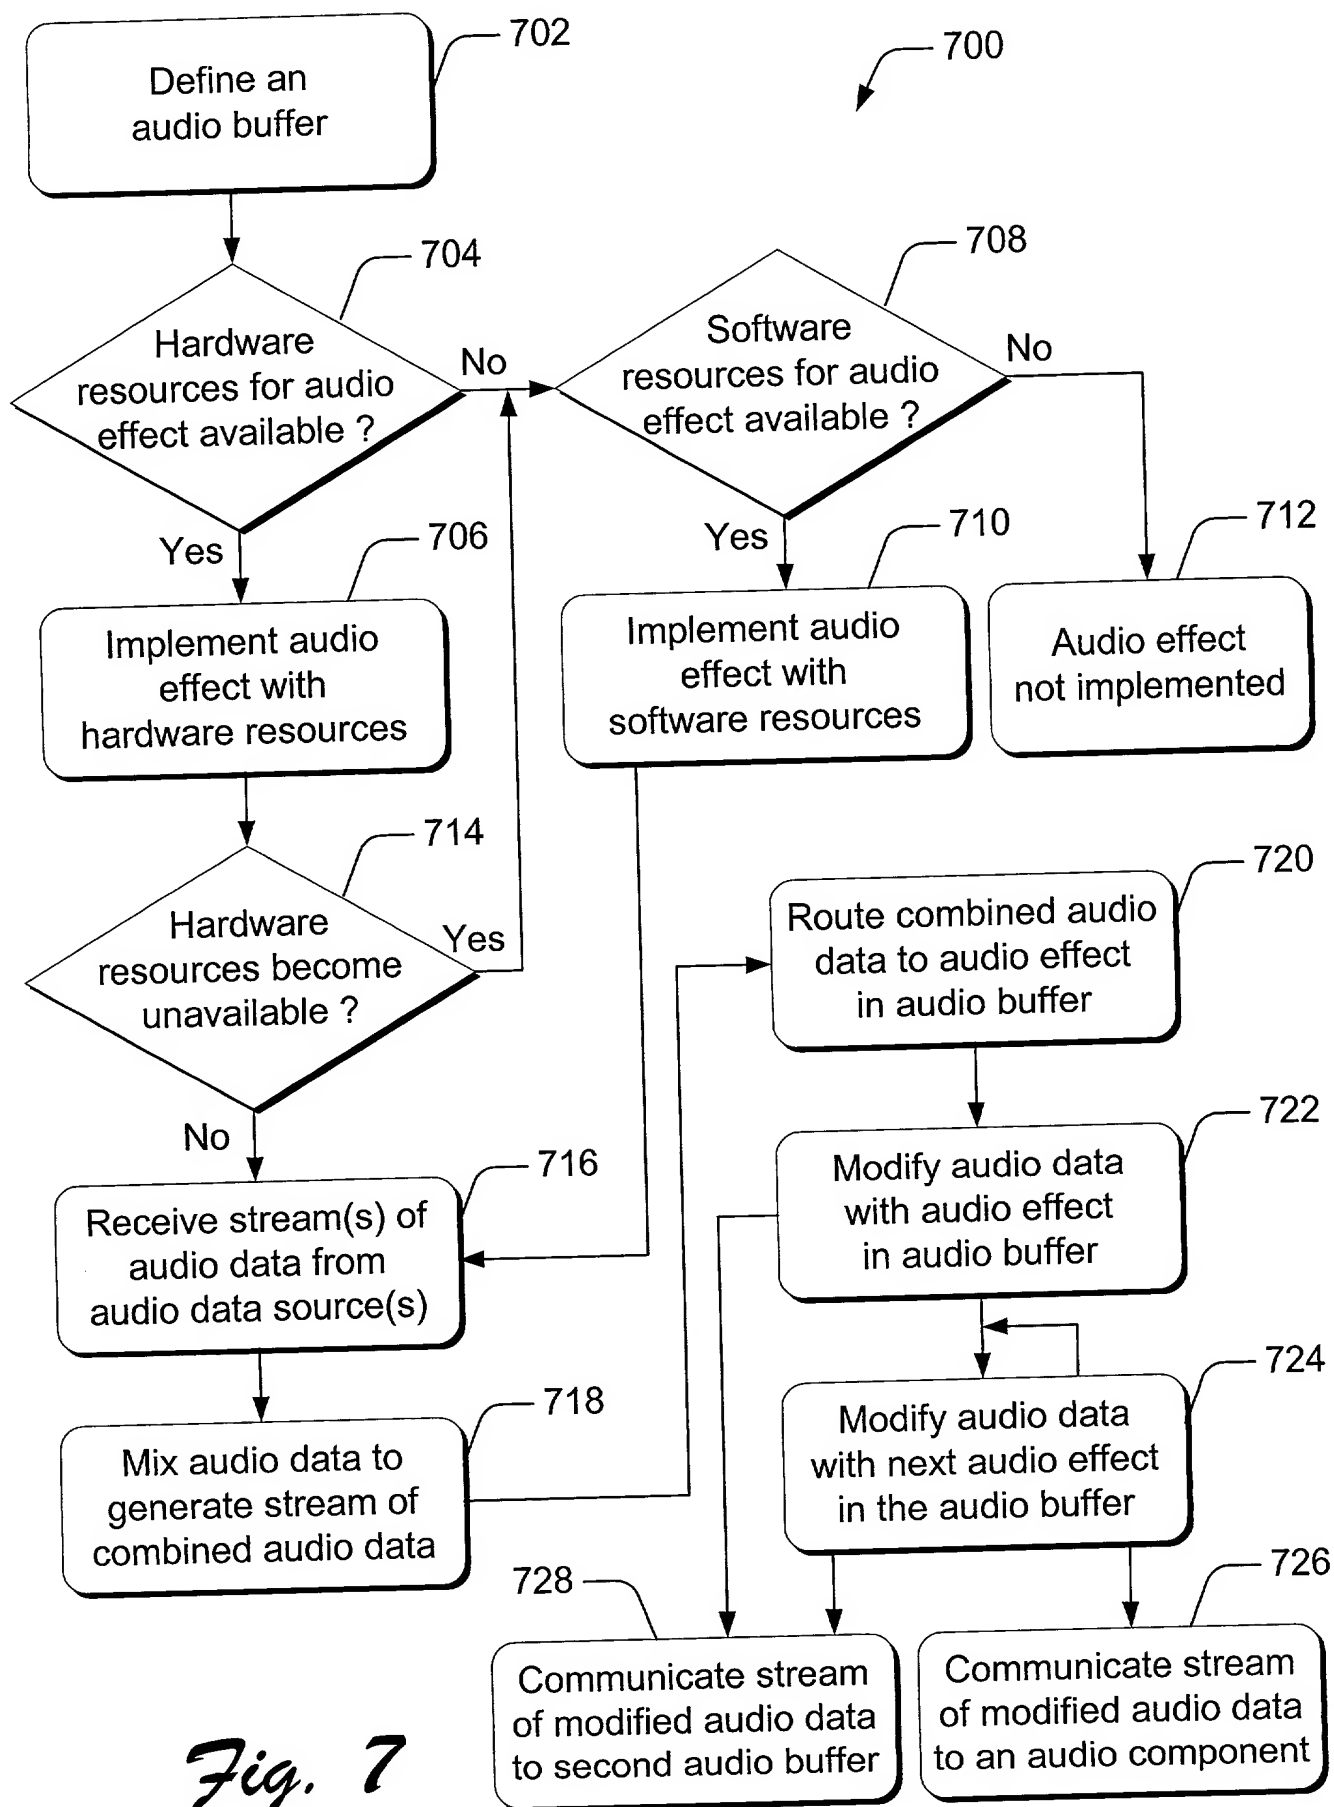 702
700
Define an
audio buffer
704
708
Hardware
resources for audio
effect available ?
No
Software
resources for audio
effect available ?
No
Yes
706
Yes
710
712
Implement audio
effect with
hardware resources
Implement audio
effect with
software resources
Audio effect
not implemented
714
Hardware
resources become
unavailable ?
Yes
720
Route combined audio
data to audio effect
in audio buffer
No
716
722
Receive stream(s) of
audio data from
audio data source(s)
Modify audio data
with audio effect
in audio buffer
718
724
Mix audio data to
generate stream of
combined audio data
Modify audio data
with next audio effect
in the audio buffer
728
726
Communicate stream
of modified audio data
to second audio buffer
Communicate stream
of modified audio data
to an audio component
Fig. 7